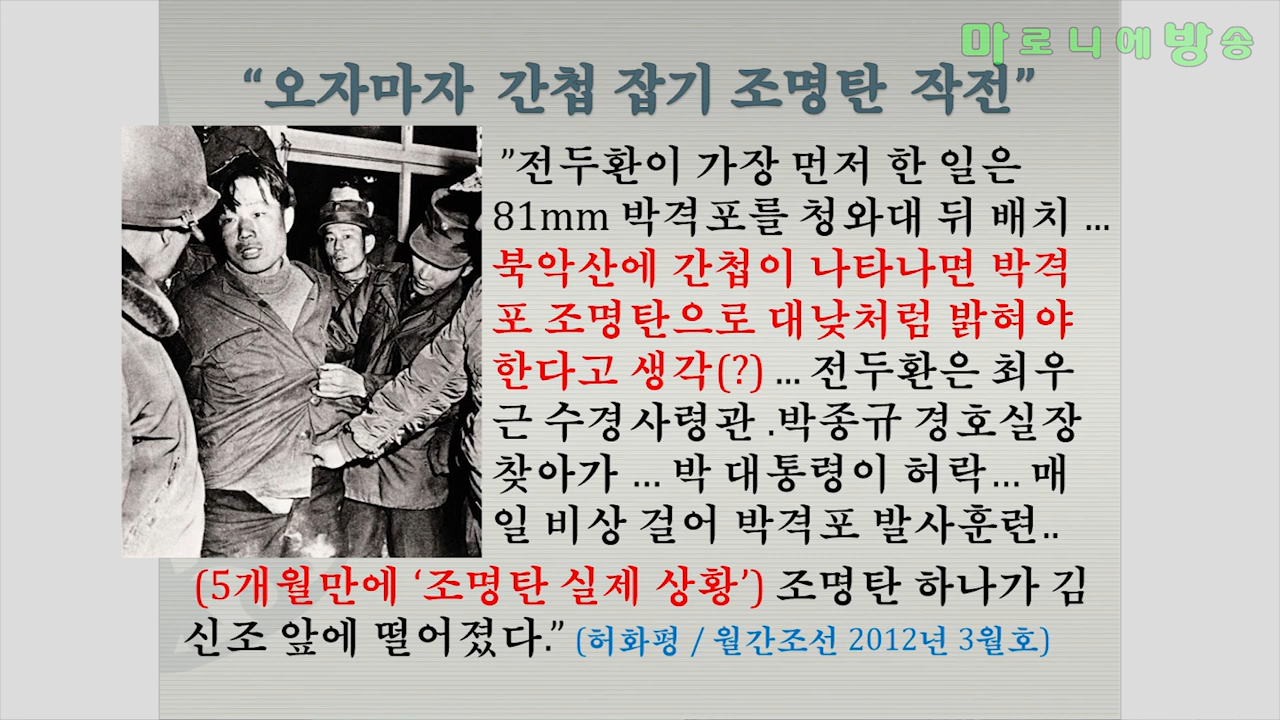 마로니에방송
“오자마자 간첩 잡기 조명탄 작전”
”전두환이 가장 먼저 한 일은
81mm 박격포를 청와대 뒤 배치 ...
북악산에 간첩이 나타나면 박격
포 조명탄으로 대낮처럼 밝혀야
한다고 생각(?) ... 전두환은 최우
근 수경사령관 .박종규 경호실장
찾아가 ... 박 대통령이 허락... 매
일 비상 걸어 박격포 발사훈련..
(5개월만에 ‘조명탄 실제 상황’) 조명탄 하나가 김
신조 앞에 떨어졌다.” (허화평 / 월간조선 2012년 3월호)